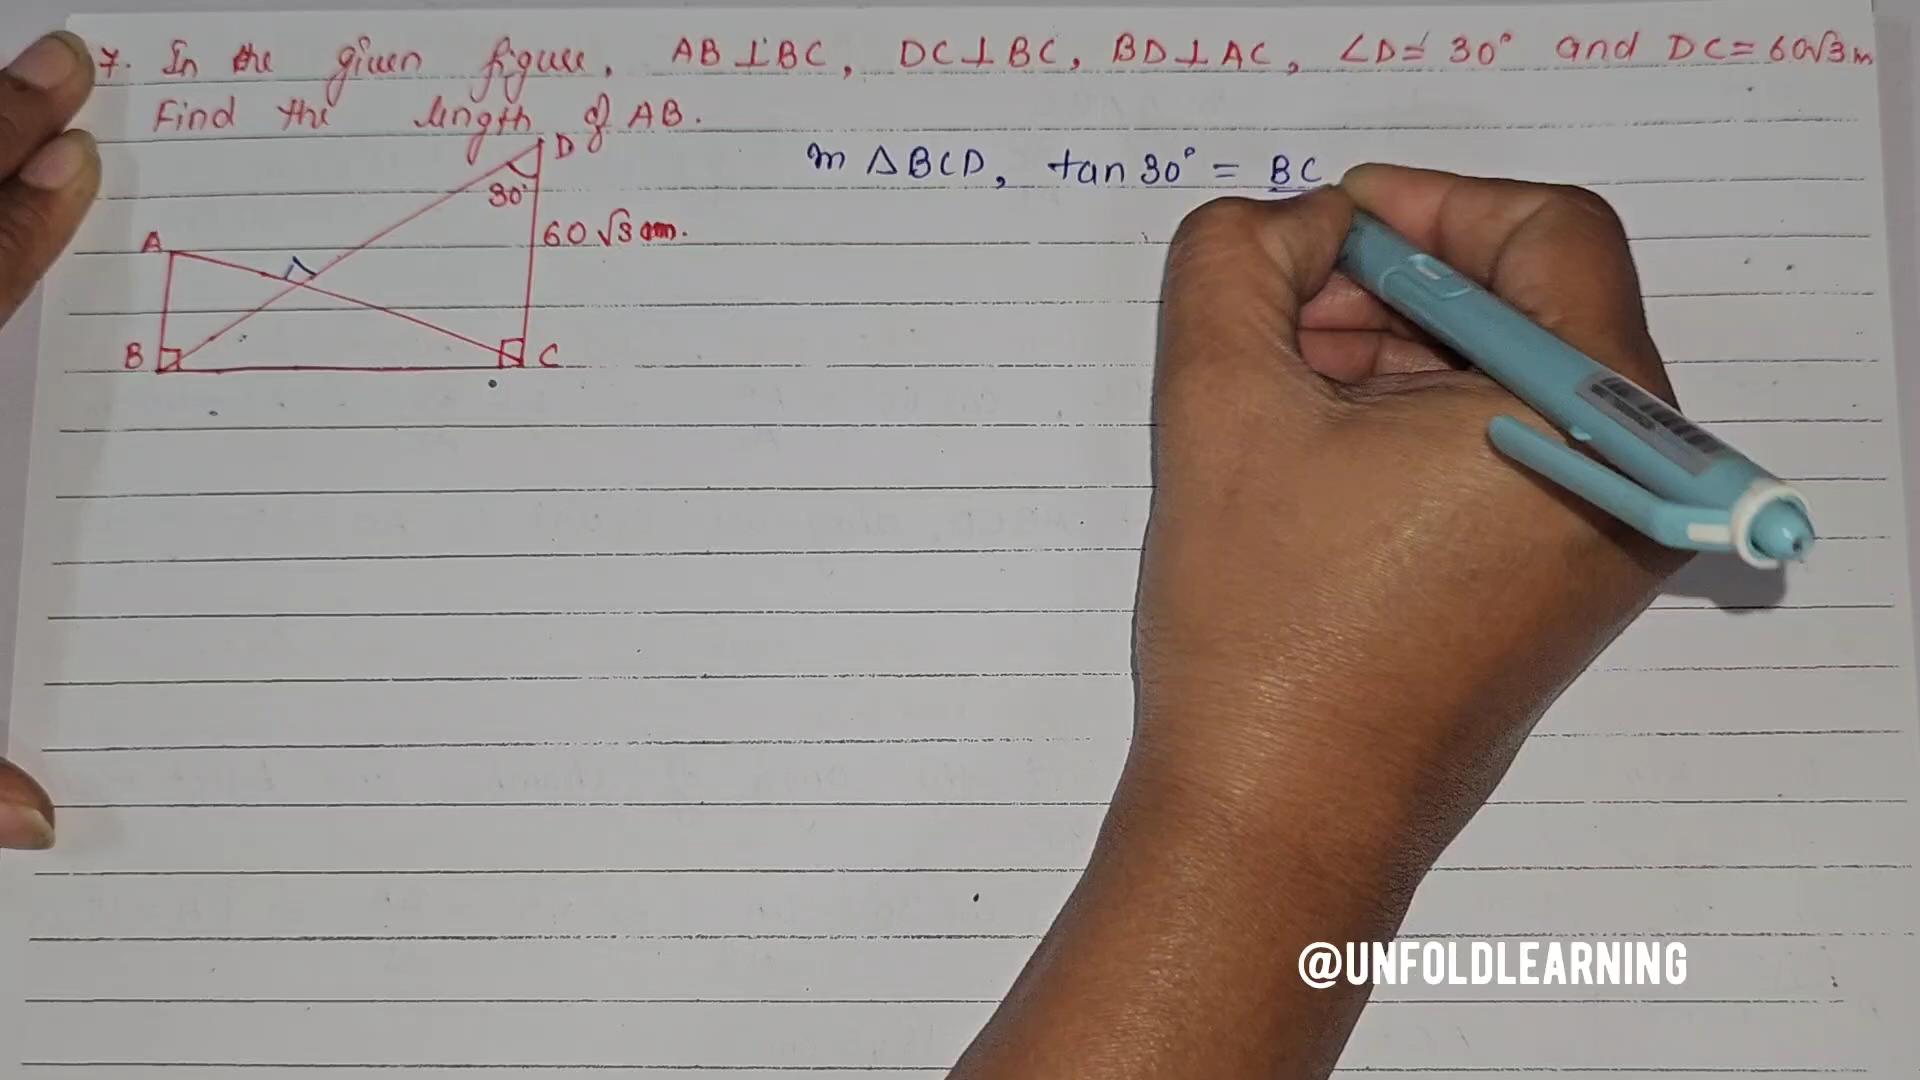 7. In the given figure, AB⊥BC, DC⊥BC, BD⊥AC, ∠D= 30° and DC= 60√3m
Find the length of AB.
D
30°
60√3 cm.
A
B
C
In ΔBCD, tan 30° = BC
@UNFOLDLEARNING